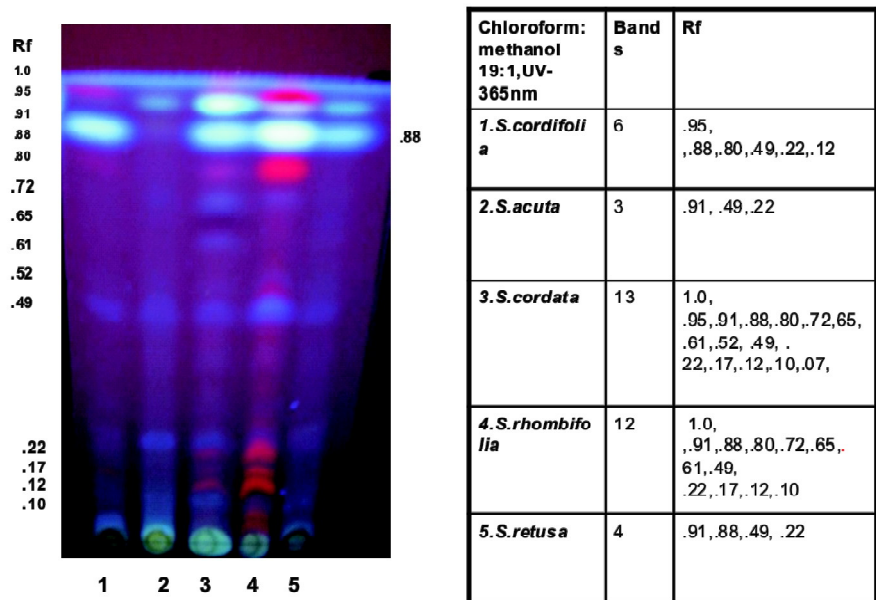 Rf
1.0
.95
.91
.88
.80
.72
.65
.61
.52
.49
.22
.17
.12
.10
.88
1 2 3 4 5
Chloroform: methanol 19:1,UV-365nm
Band s
Rf
1.S.cordifoli a
6
.95,
,.88,.80,.49,.22,.12
2.S.acuta
3
.91, .49,.22
3.S.cordata
13
1.0,
.95,.91,.88,.80,.72,65,
.61,.52, .49, .
22,.17,.12,.10,.07,
4.S.rhombifo lia
12
1.0,
,.91,.88,.80,.72,.65,.
61,.49,
.22,.17,.12,.10
5.S.retusa
4
.91,.88,.49, .22